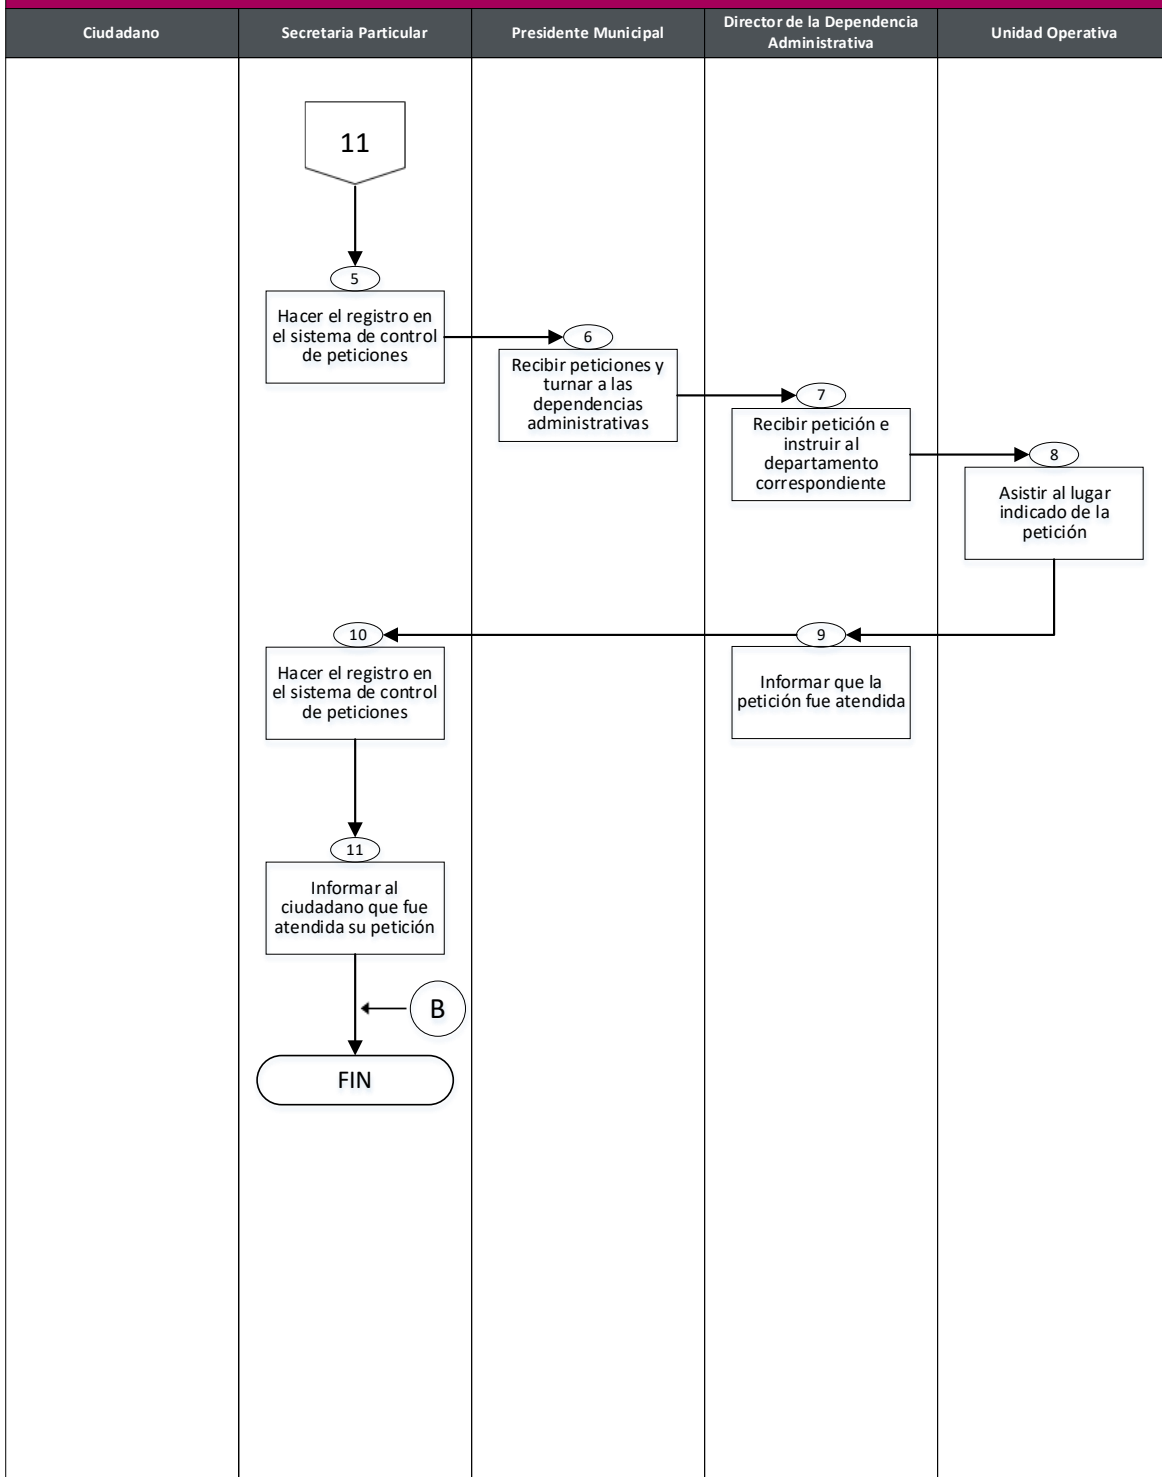 Ciudadano
Secretaria Particular
Presidente Municipal
Director de la Dependencia
Administrativa
Unidad Operativa
11
5
Hacer el registro en
el sistema de control
de peticiones
6
Recibir peticiones y
turnar a las
dependencias
administrativas
7
Recibir petición e
instruir al
departamento
correspondiente
8
Asistir al lugar
indicado de la
petición
9
Informar que la
petición fue atendida
10
Hacer el registro en
el sistema de control
de peticiones
11
Informar al
ciudadano que fue
atendida su petición
B
FIN